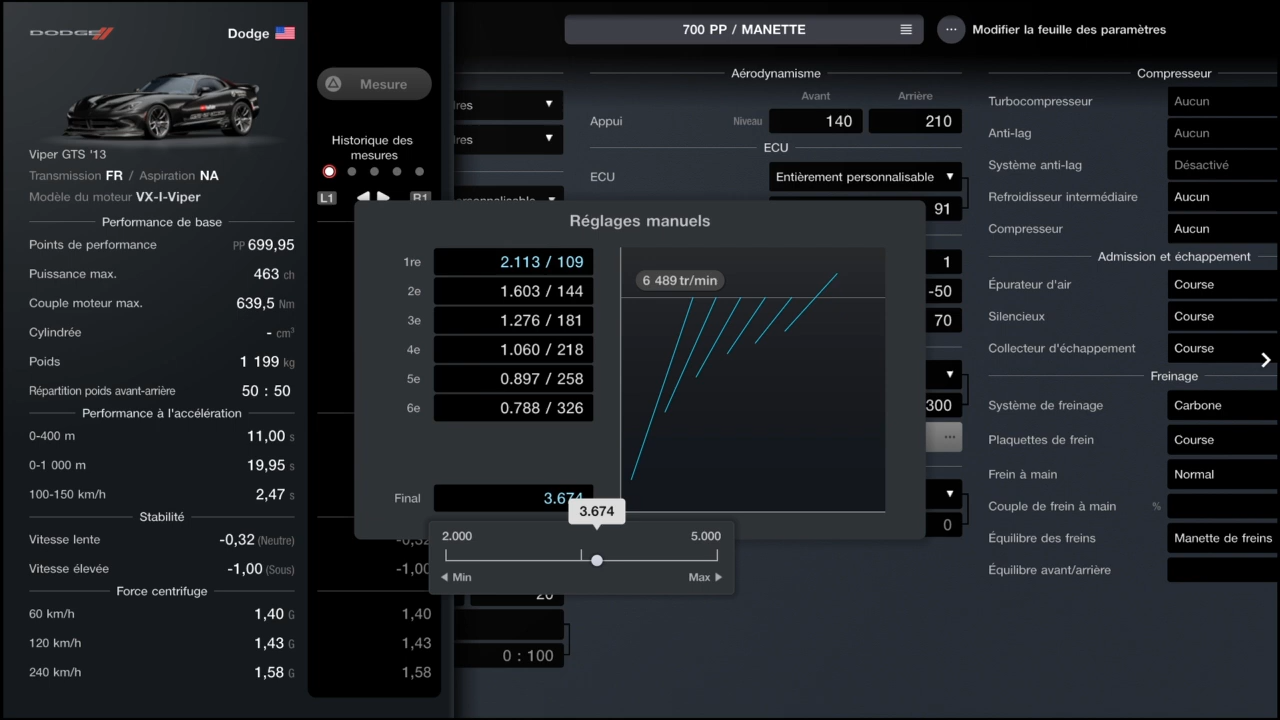 DODGE
Dodge
Viper GTS '13
Transmission FR / Aspiration NA
Modèle du moteur VX-I-Viper
Performance de base
Points de performance PP 699,95
Puissance max. 463 ch
Couple moteur max. 639,5 Nm
Cylindrée - cm³
Poids 1 199 kg
Répartition poids avant-arrière 50 : 50
Performance à l'accélération
0-400 m 11,00 s
0-1 000 m 19,95 s
100-150 km/h 2,47 s
Stabilité
Vitesse lente -0,32 (Neutre)
Vitesse élevée -1,00 (Sous)
Force centrifuge
60 km/h 1,40 G
120 km/h 1,43 G
240 km/h 1,58 G
Mesure
Historique des
mesures
L1 R1
-1,00
1,40
1,43
1,58
700 PP / MANETTE
Modifier la feuille des paramètres
res
res
Aérodynamisme
Avant Arrière
Appui Niveau 140 210
ECU
ECU Entièrement personnalisable
91
1
-50
70
300
0
20
0 : 100
Réglages manuels
1re 2.113 / 109
2e 1.603 / 144
3e 1.276 / 181
4e 1.060 / 218
5e 0.897 / 258
6e 0.788 / 326
Final 3.674
6 489 tr/min
3.674
2.000 5.000
Min Max
Compresseur
Turbocompresseur Aucun
Anti-lag Aucun
Système anti-lag Désactivé
Refroidisseur intermédiaire Aucun
Compresseur Aucun
Admission et échappement
Épurateur d'air Course
Silencieux Course
Collecteur d'échappement Course
Freinage
Système de freinage Carbone
Plaquettes de frein Course
Frein à main Normal
Couple de frein à main %
Équilibre des freins Manette de freins
Équilibre avant/arrière